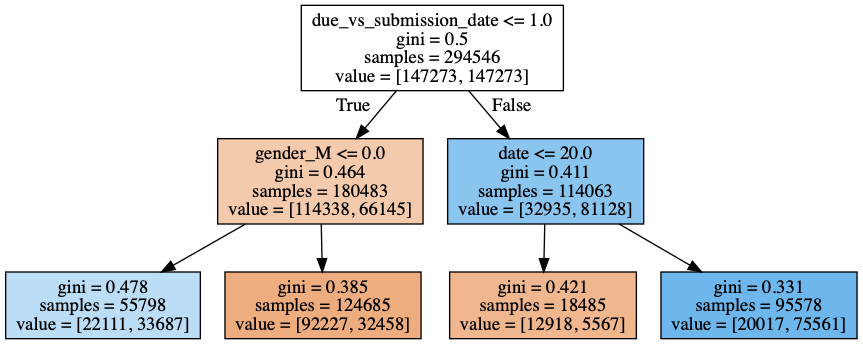 due_vs_submission_date <= 1.0
gini = 0.5
samples = 294546
value = [147273, 147273]
True
False
gender_M <= 0.0
gini = 0.464
samples = 180483
value = [114338, 66145]
date <= 20.0
gini = 0.411
samples = 114063
value = [32935, 81128]
gini = 0.478
samples = 55798
value = [22111, 33687]
gini = 0.385
samples = 124685
value = [92227, 32458]
gini = 0.421
samples = 18485
value = [12918, 5567]
gini = 0.331
samples = 95578
value = [20017, 75561]